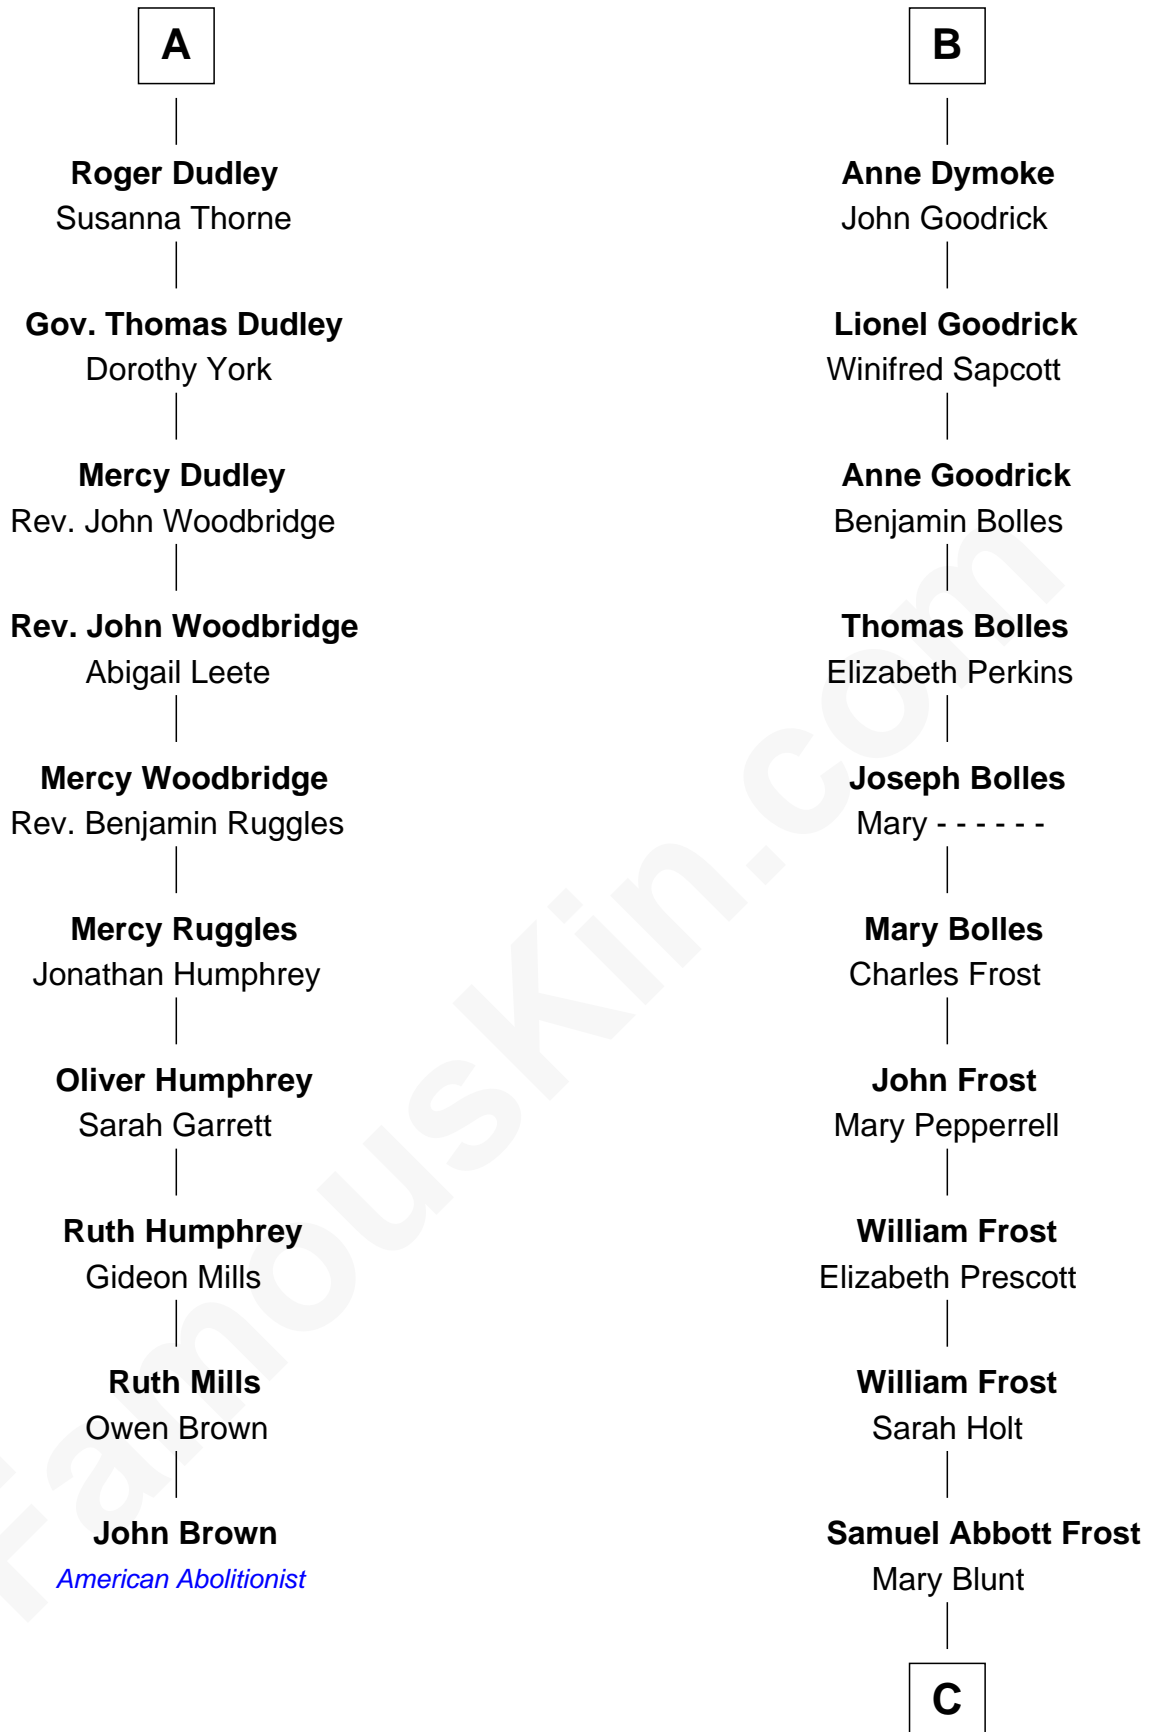 A
Roger Dudley
Susanna Thorne
Gov. Thomas Dudley
Dorothy York
Mercy Dudley
Rev. John Woodbridge
Rev. John Woodbridge
Abigail Leete
Mercy Woodbridge
Rev. Benjamin Ruggles
Mercy Ruggles
Jonathan Humphrey
Oliver Humphrey
Sarah Garrett
Ruth Humphrey
Gideon Mills
Ruth Mills
Owen Brown
John Brown
American Abolitionist
B
Anne Dymoke
John Goodrick
Lionel Goodrick
Winifred Sapcott
Anne Goodrick
Benjamin Bolles
Thomas Bolles
Elizabeth Perkins
Joseph Bolles
Mary - - - - - -
Mary Bolles
Charles Frost
John Frost
Mary Pepperrell
William Frost
Elizabeth Prescott
William Frost
Sarah Holt
Samuel Abbott Frost
Mary Blunt
C
FamousKin.com